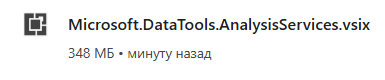 Microsoft.DataTools.AnalysisServices.vsix
348 МБ • минуту назад